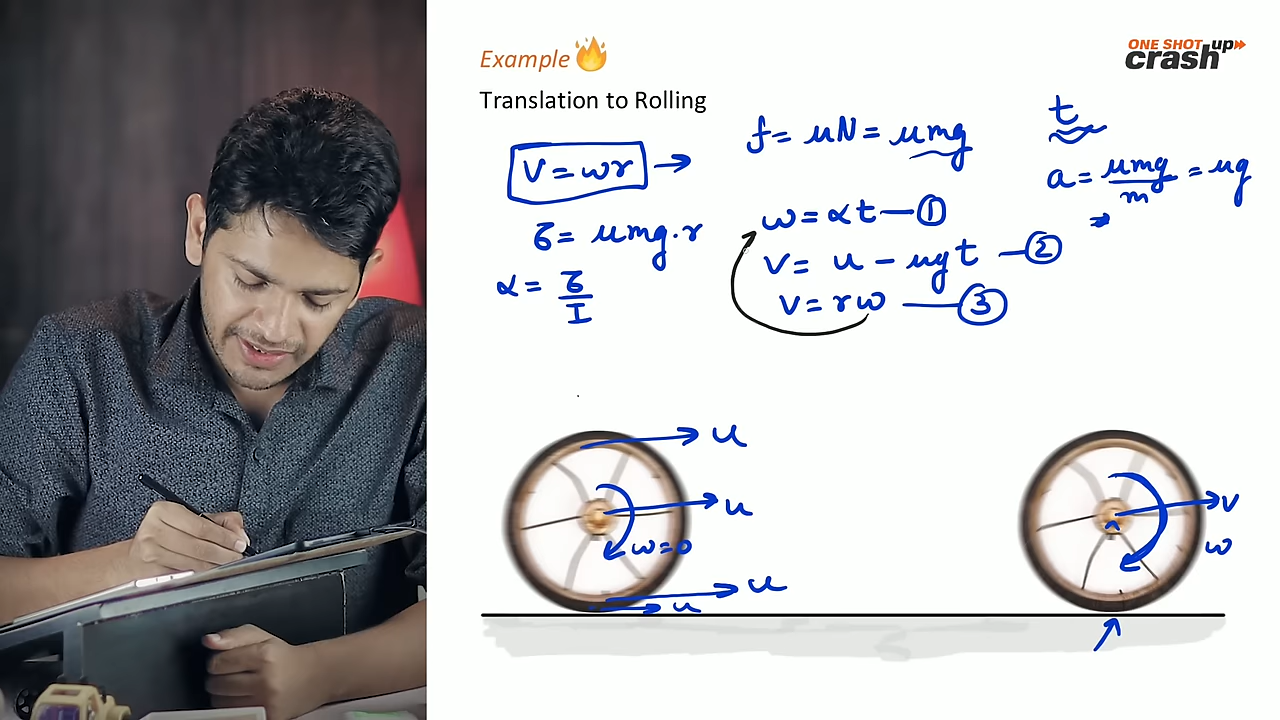 Example
ONE SHOT
crash up
Translation to Rolling
v = ωr →
f = μN = μmg
t
a = μmg/m = μg
τ = μmg·r
ω = αt — ①
α = τ/I
v = u − μgt — ②
v = rω — ③
u
u
ω=0
u
u
v
ω